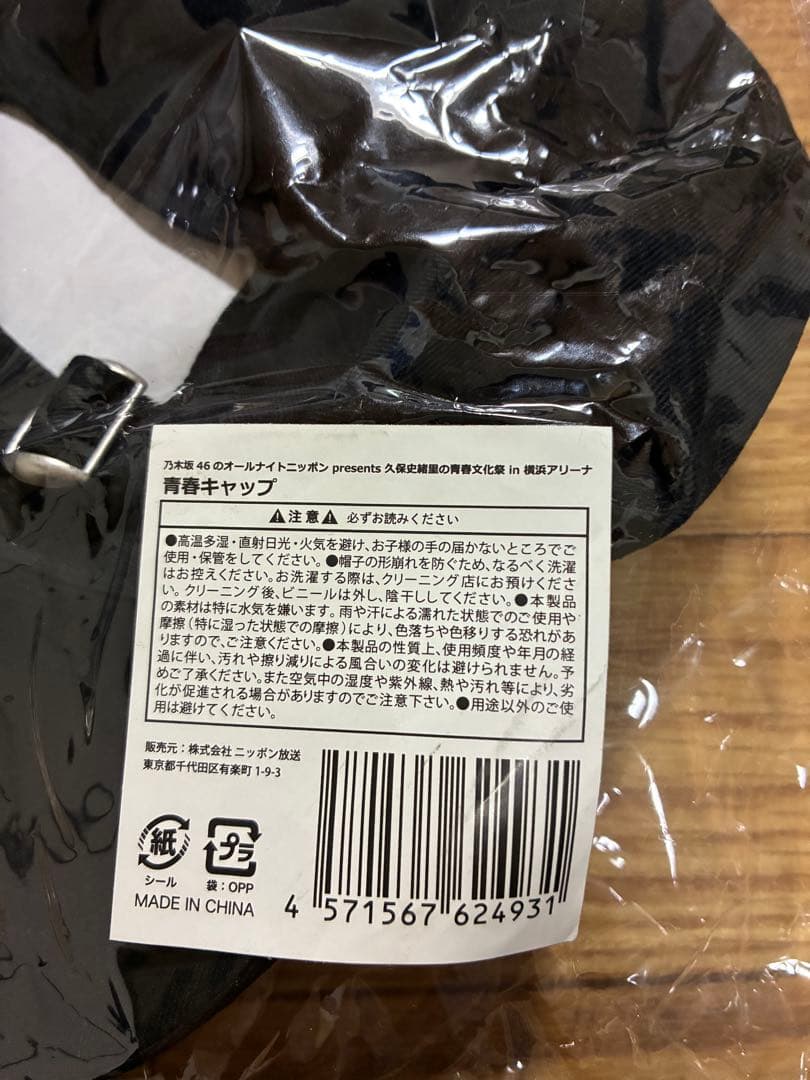 乃木坂 46 のオールナイトニッポン presents 久保史緒里の青春文化祭 in 横浜アリーナ
青春キャップ
⚠注意⚠ 必ずお読みください
●高温多湿・直射日光・火気を避け、お子様の手の届かないところでご
使用・保管をしてください。●帽子の形崩れを防ぐため、なるべく洗濯
はお控えください。お洗濯する際は、クリーニング店にお預けくださ
い。クリーニング後、ビニールは外し、陰干ししてください。●本製品
の素材は特に水気を嫌います。雨や汗による濡れた状態でのご使用や
摩擦（特に湿った状態での摩擦）により、色落ちや色移りする恐れがあ
りますので、ご注意ください。●本製品の性質上、使用頻度や年月の経
過に伴い、汚れや擦り減りによる風合いの変化は避けられません。予
めご了承ください。また空気中の湿度や紫外線、熱や汚れ等により、劣
化が促進される場合がありますのでご注意下さい。●用途以外のご使
用は避けてください。
販売元：株式会社 ニッポン放送
東京都千代田区有楽町 1-9-3
紙
シール
プラ
袋：OPP
MADE IN CHINA
4 571567 624931